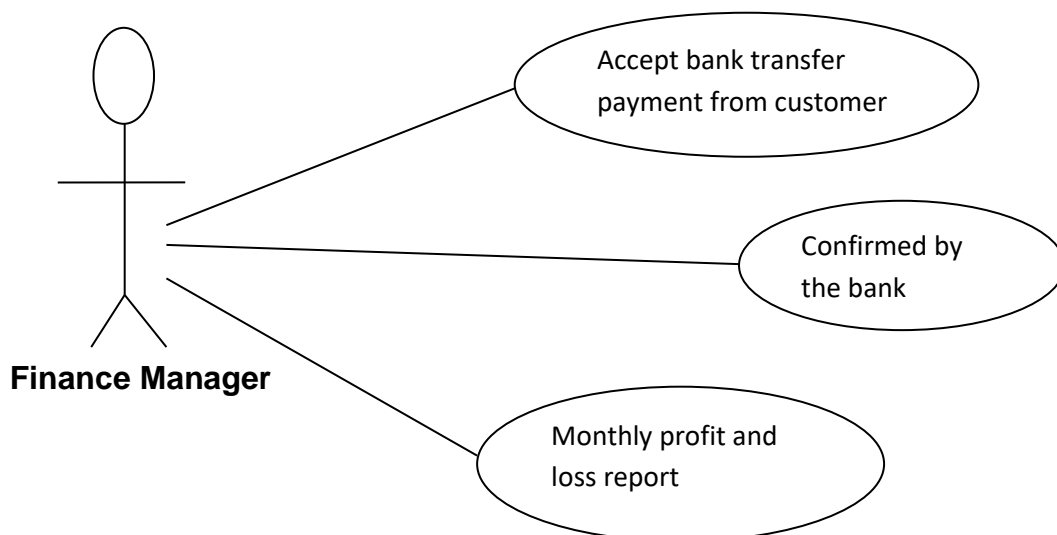 Accept bank transfer
payment from customer
Confirmed by
the bank
Finance Manager
Monthly profit and
loss report